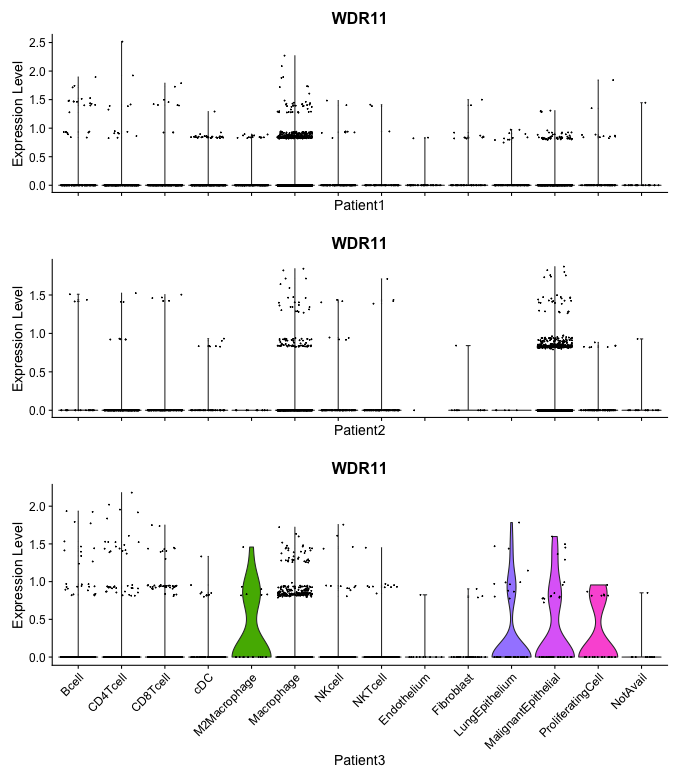 WDR11
Expression Level
2.5
2.0
1.5
1.0
0.5
0.0
Patient1
WDR11
Expression Level
1.5
1.0
0.5
0.0
Patient2
WDR11
Expression Level
2.0
1.5
1.0
0.5
0.0
Bcell
CD4Tcell
CD8Tcell
cDC
M2Macrophage
Macrophage
NKcell
NKTcell
Endothelium
Fibroblast
LungEpithelium
MalignantEpithelial
ProliferatingCell
NotAvail
Patient3